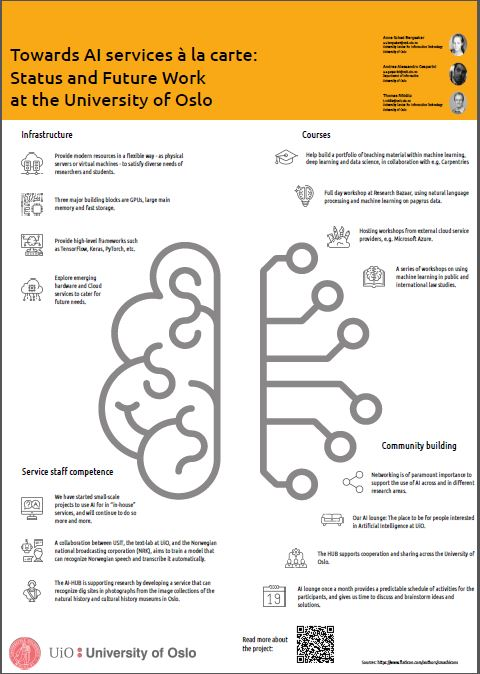 Towards AI services à la carte:
Status and Future Work
at the University of Oslo
University Center for Information Technology
University of Oslo
Andrea Alessandro Gasparini
Department of Informatics
University of Oslo
University Center for Information Technology
University of Oslo
Infrastructure
Provide modern resources in a flexible way - as physical
servers or virtual machines - to satisfy diverse needs of
researchers and students.
Three major building blocks are GPUs, large main
memory and fast storage.
Provide high-level frameworks such
as TensorFlow, Keras, PyTorch, etc.
Explore emerging
hardware and Cloud
services to cater for
future needs.
Courses
Help build a portfolio of teaching material within machine learning,
deep learning and data science, in collaboration with e.g. Carpentries
Full day workshop at Research Bazaar, using natural language
processing and machine learning on papyrus data.
Hosting workshops from external cloud service
providers, e.g. Microsoft Azure.
A series of workshops on using
machine learning in public and
international law studies.
Service staff competence
We have started small-scale
projects to use AI for in "in-house"
services, and will continue to do so
more and more.
A collaboration between USIT, the text-lab at UiO, and the Norwegian
national broadcasting corporation (NRK), aims to train a model that
can recognize Norwegian speech and transcribe it automatically.
The AI-HUB is supporting research by developing a service that can
recognize dig sites in photographs from the image collections of the
natural history and cultural history museums in Oslo.
Community building
Networking is of paramount importance to
support the use of AI across and in different
research areas.
Our AI lounge: The place to be for people interested
in Artificial Intelligence at UiO.
The HUB supports cooperation and sharing across the University of
Oslo.
19
AI lounge once a month provides a predictable schedule of activities for the
participants, and gives us time to discuss and brainstorm ideas and
solutions.
UiO University of Oslo
Read more about
the project:
Sources: https://www.flaticon.com/authors/